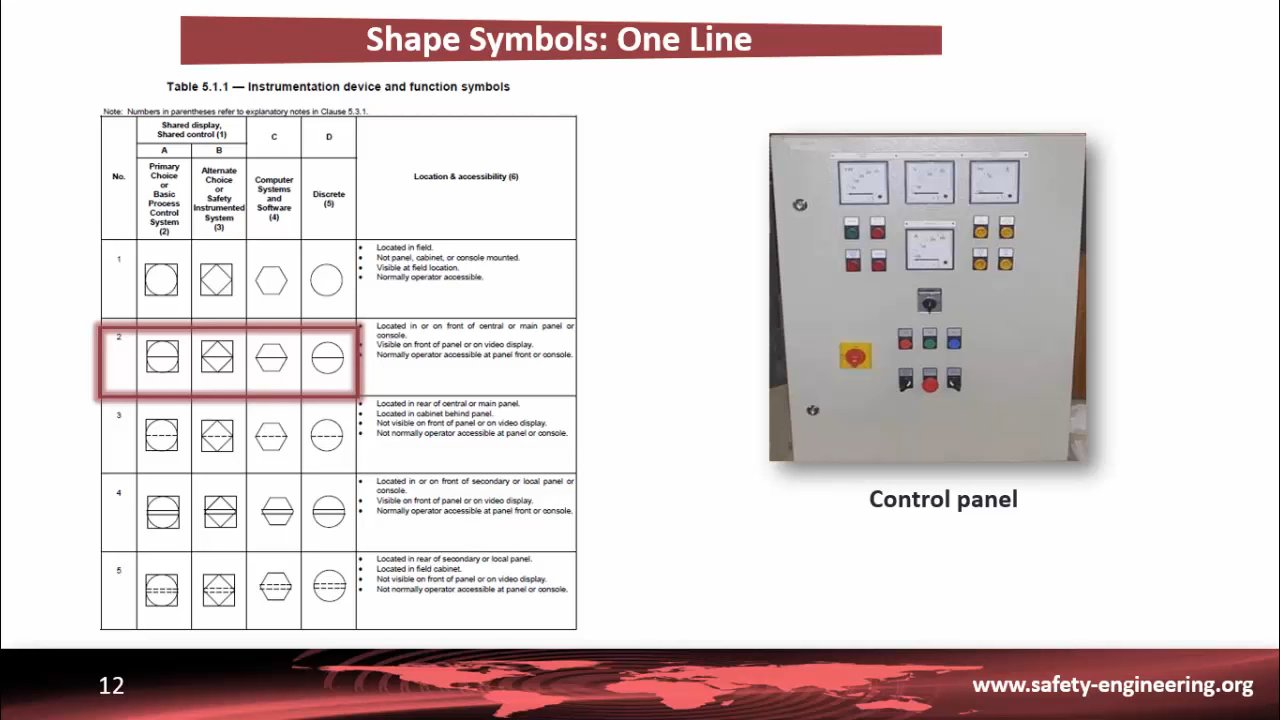 Shape Symbols: One Line
Table 5.1.1 — Instrumentation device and function symbols
Note: Numbers in parentheses refer to explanatory notes in Clause 5.3.1.
No.
Shared display,
Shared control (1)
A
B
C
D
Primary
Choice
or
Basic
Process
Control
System
(2)
Alternate
Choice
or
Safety
Instrumented
System
(3)
Computer
Systems
and
Software
(4)
Discrete
(5)
Location & accessibility (6)
1
• Located in field.
• Not panel, cabinet, or console mounted.
• Visible at field location.
• Normally operator accessible.
2
• Located in or on front of central or main panel or
console.
• Visible on front of panel or on video display.
• Normally operator accessible at panel front or console.
3
• Located in rear of central or main panel.
• Located in cabinet behind panel.
• Not visible on front of panel or on video display.
• Not normally operator accessible at panel or console.
4
• Located in or on front of secondary or local panel or
console.
• Visible on front of panel or on video display.
• Normally operator accessible at panel front or console.
5
• Located in rear of secondary or local panel.
• Located in field cabinet.
• Not visible on front of panel or on video display.
• Not normally operator accessible at panel or console.
Control panel
12
www.safety-engineering.org